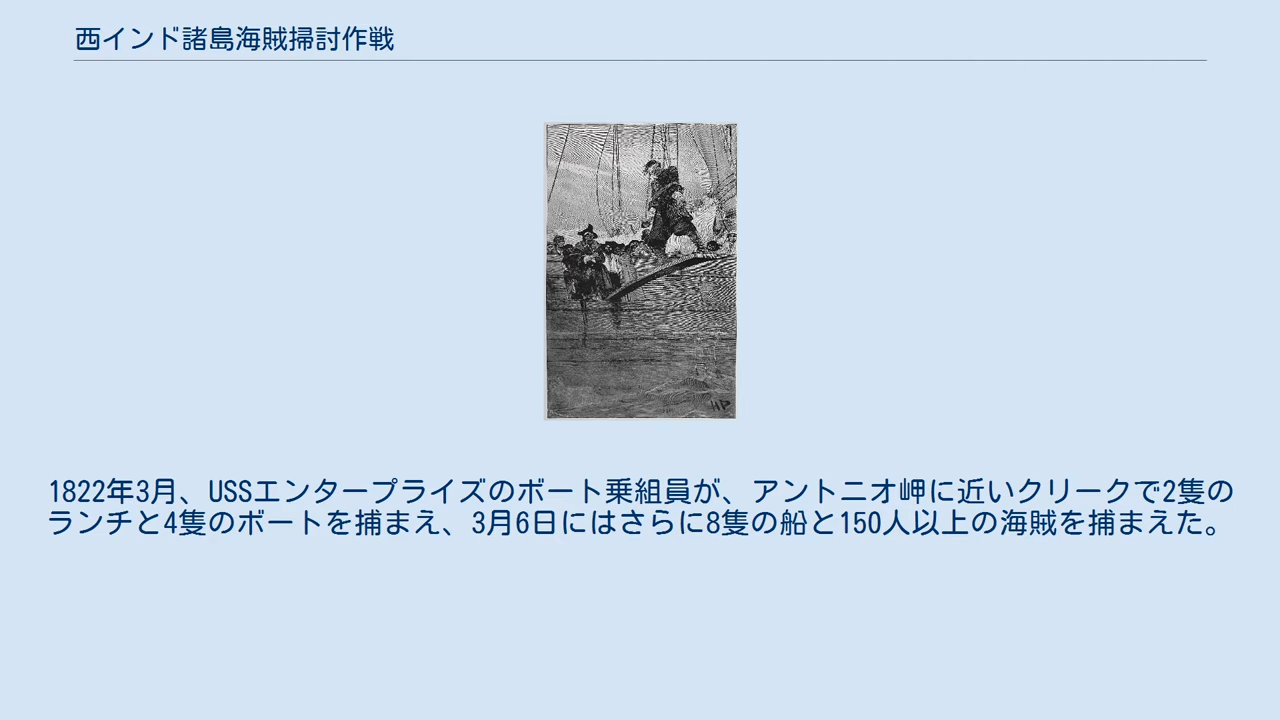 西インド諸島海賊掃討作戦
HP
1822年3月、USSエンタープライズのボート乗組員が、アントニオ岬に近いクリークで2隻の
ランチと4隻のボートを捕まえ、3月6日にはさらに8隻の船と150人以上の海賊を捕まえた。